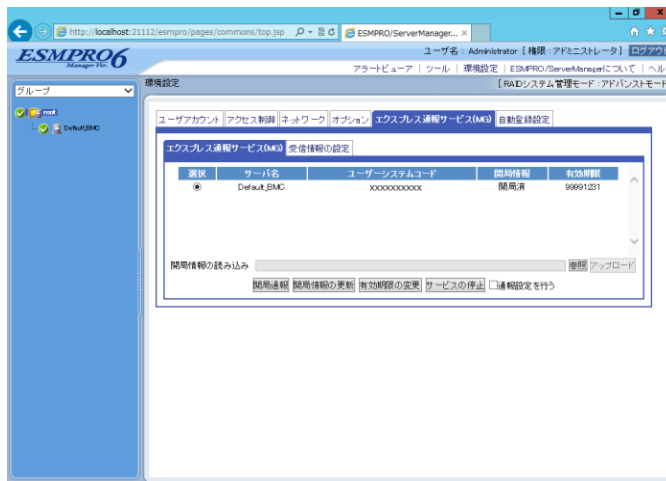 http://localhost:21112/esmpro/pages/commons/top.jsp
ESMPRO/ServerManager...
ESMPRO6
Manager Ver.
ユーザ名 : Administrator [ 権限 : アドミニストレータ ] ログアウ
アラートビューア | ツール | 環境設定 | ESMPRO/ServerManagerについて | ヘル
グループ
環境設定
[ RAIDシステム管理モード : アドバンストモード
root
Default_BMC
ユーザアカウント アクセス制御 ネットワーク オプション エクスプレス通報サービス(MG) 自動登録設定
エクスプレス通報サービス(MG) 受信情報の設定
選択 サーバ名 ユーザーシステムコード 開局情報 有効期限
Default_BMC xxxxxxxxxx 開局済 99991231
開局情報の読み込み 参照 アップロード
開局通報 開局情報の更新 有効期限の変更 サービスの停止 通報設定を行う